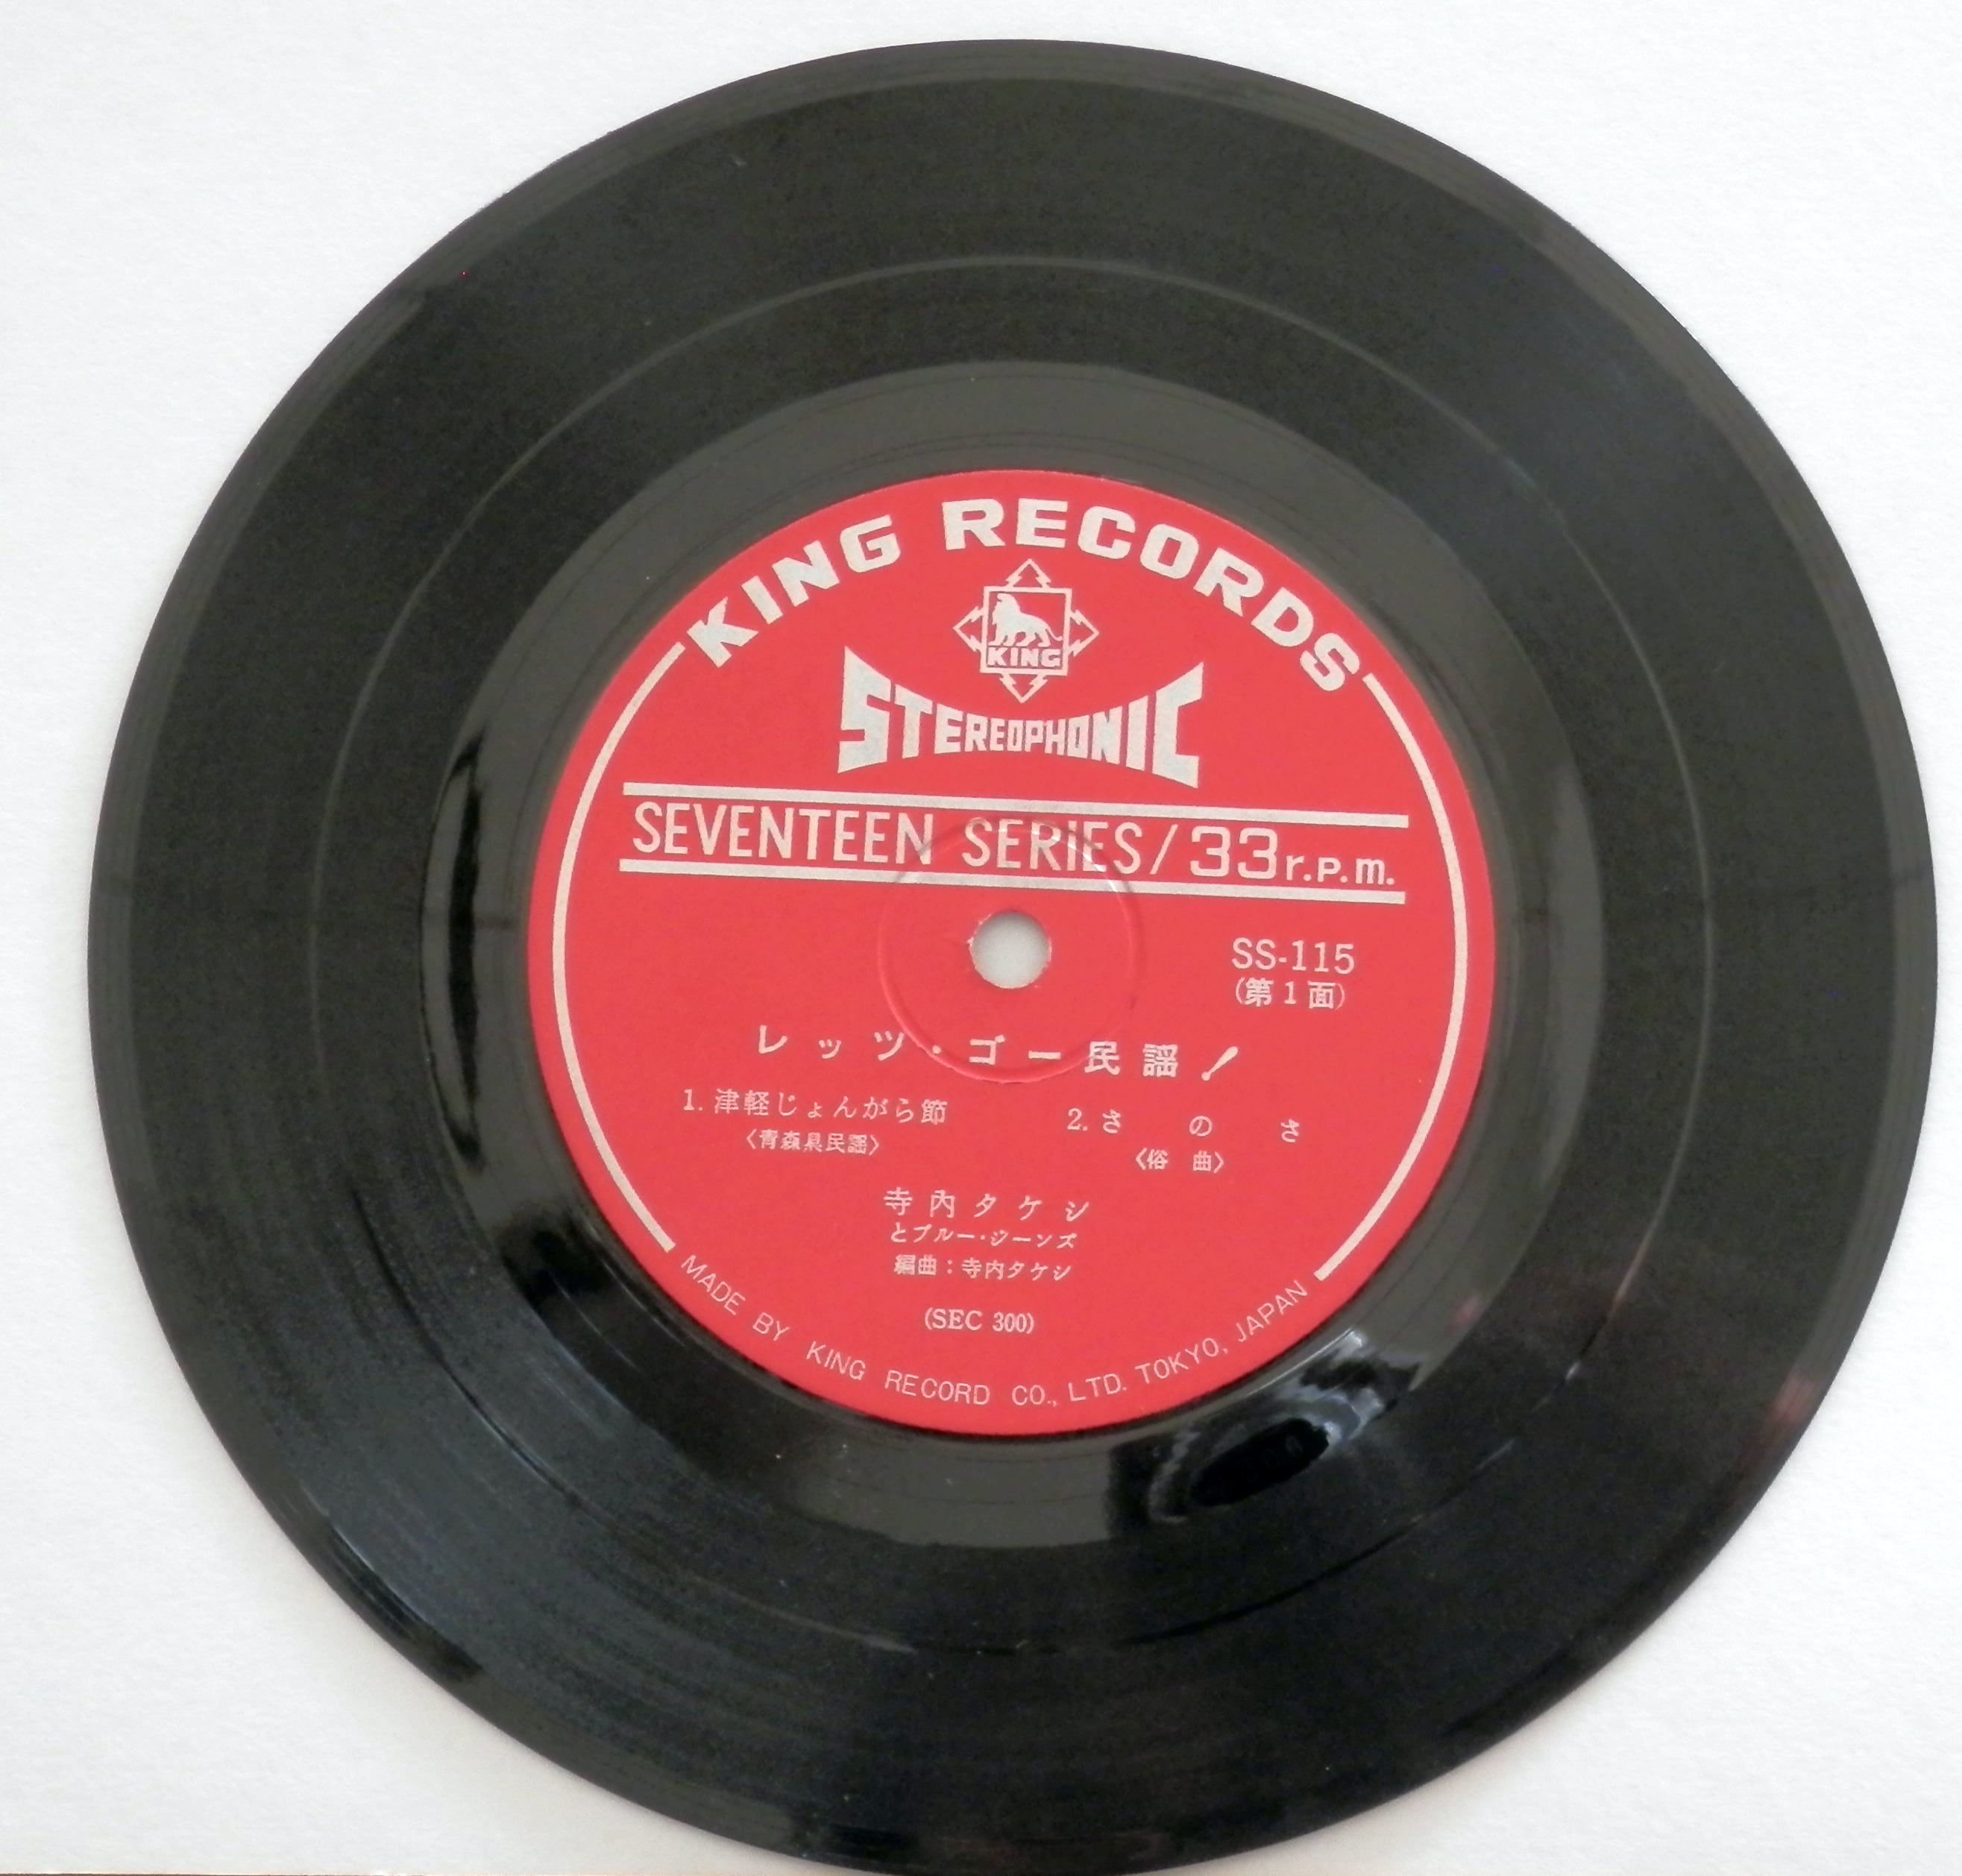 KING RECORDS
KING
STEREOPHONIC
SEVENTEEN SERIES/33r.p.m.
SS-115
(第1面)
レッツ・ゴー民謡!
1. 津軽じょんがら節
〈青森県民謡〉
2. さのさ
〈俗曲〉
寺内タケシ
とブルー・ジーンズ
編曲:寺内タケシ
(SEC 300)
MADE BY KING RECORD CO., LTD. TOKYO, JAPAN